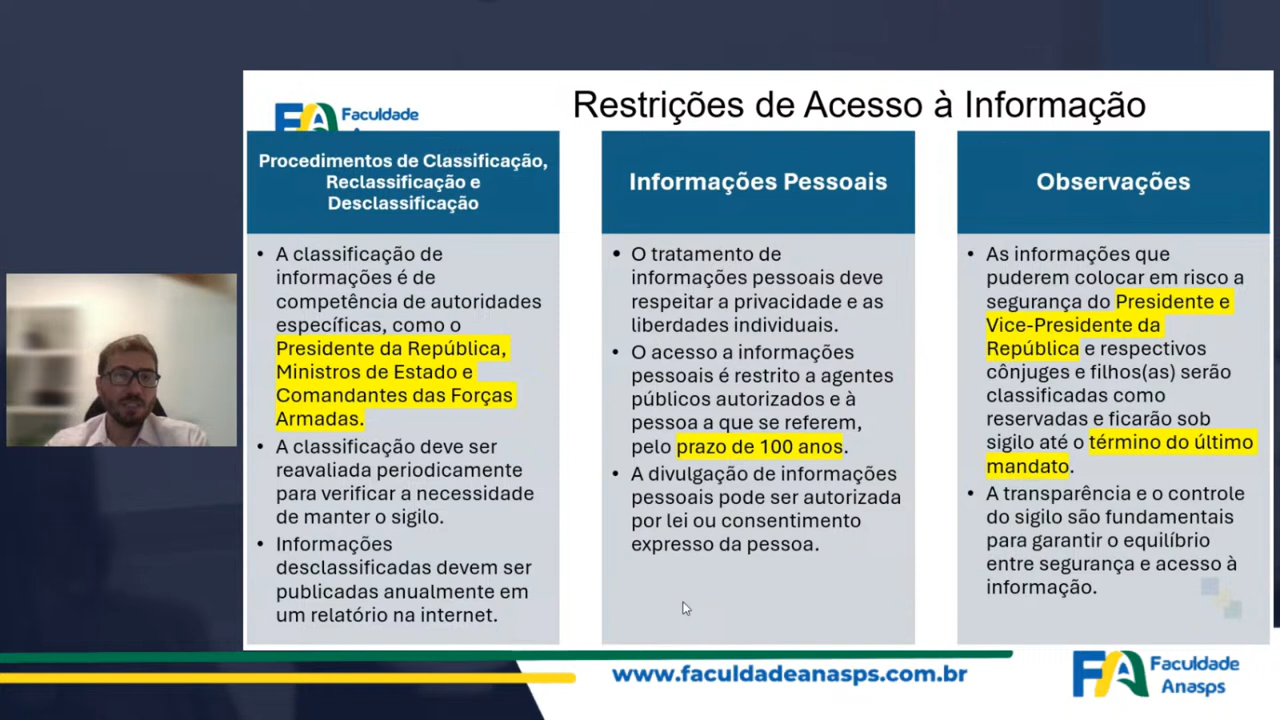 Faculdade
Restrições de Acesso à Informação
Procedimentos de Classificação,
Reclassificação e
Desclassificação
• A classificação de
informações é de
competência de autoridades
específicas, como o
Presidente da República,
Ministros de Estado e
Comandantes das Forças
Armadas.
• A classificação deve ser
reavaliada periodicamente
para verificar a necessidade
de manter o sigilo.
• Informações
desclassificadas devem ser
publicadas anualmente em
um relatório na internet.
Informações Pessoais
• O tratamento de
informações pessoais deve
respeitar a privacidade e as
liberdades individuais.
• O acesso a informações
pessoais é restrito a agentes
públicos autorizados e à
pessoa a que se referem,
pelo prazo de 100 anos.
• A divulgação de informações
pessoais pode ser autorizada
por lei ou consentimento
expresso da pessoa.
Observações
• As informações que
puderem colocar em risco a
segurança do Presidente e
Vice-Presidente da
República e respectivos
cônjuges e filhos(as) serão
classificadas como
reservadas e ficarão sob
sigilo até o término do último
mandato.
• A transparência e o controle
do sigilo são fundamentais
para garantir o equilíbrio
entre segurança e acesso à
informação.
www.faculdadeanasps.com.br
FA Faculdade
Anasps